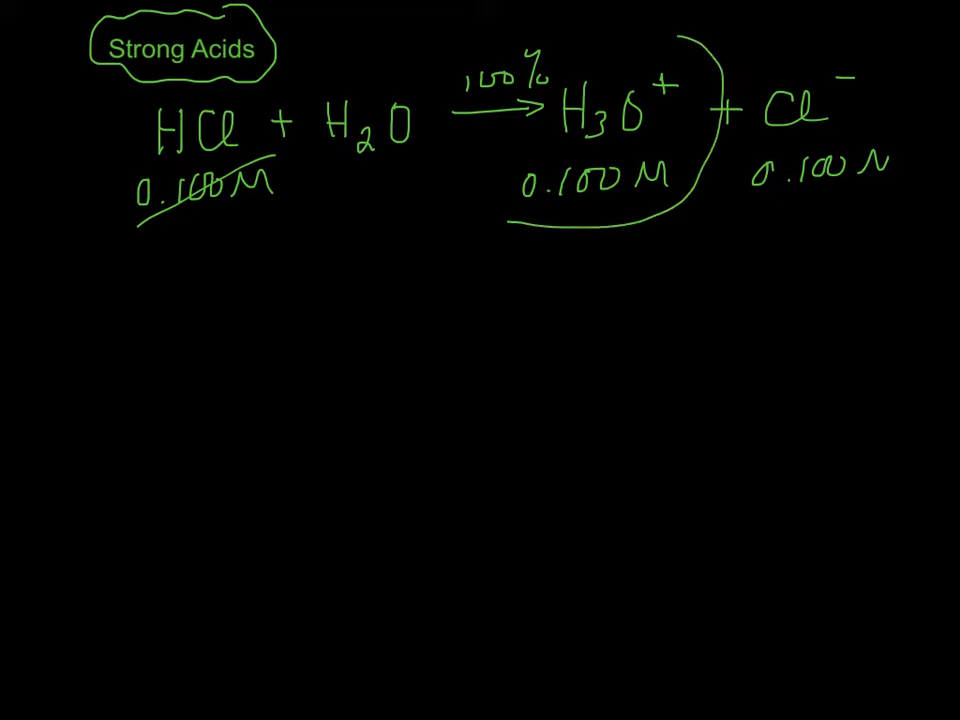 Strong Acids
100%
HCl + H₂O → H₃O⁺ + Cl⁻
0.100 M 0.100 M 0.100 M